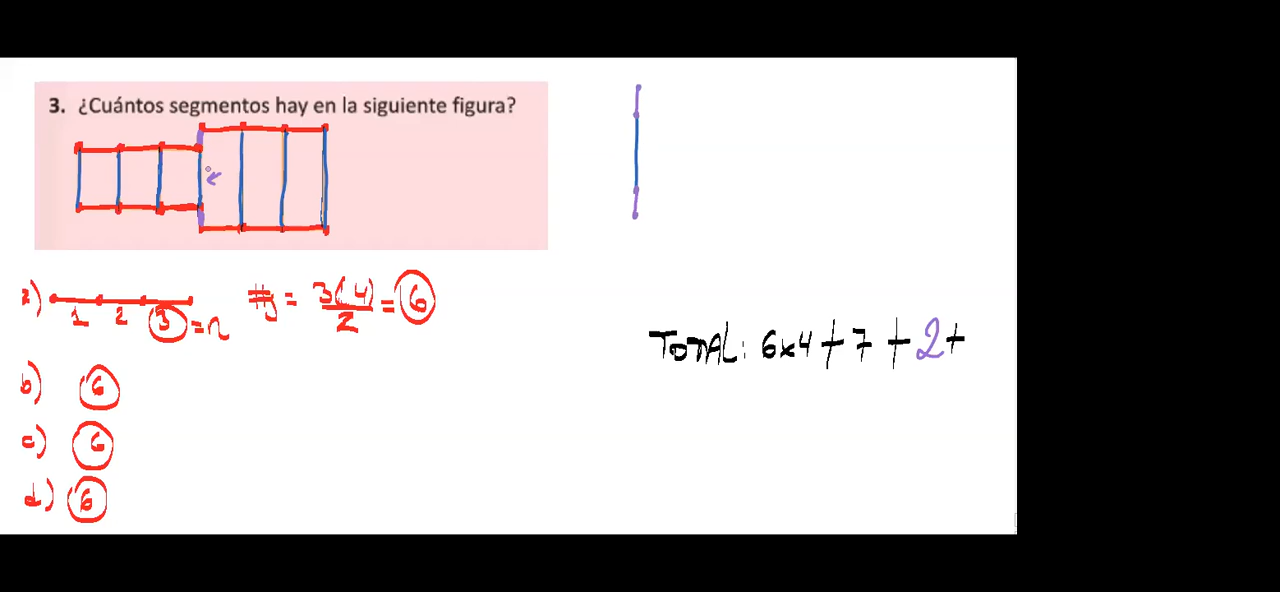 3. ¿Cuántos segmentos hay en la siguiente figura?
a) 1 2 3 = n #s = 3(4)/2 = 6
b) 6
c) 6
d) 6
TOTAL: 6x4+7+2+